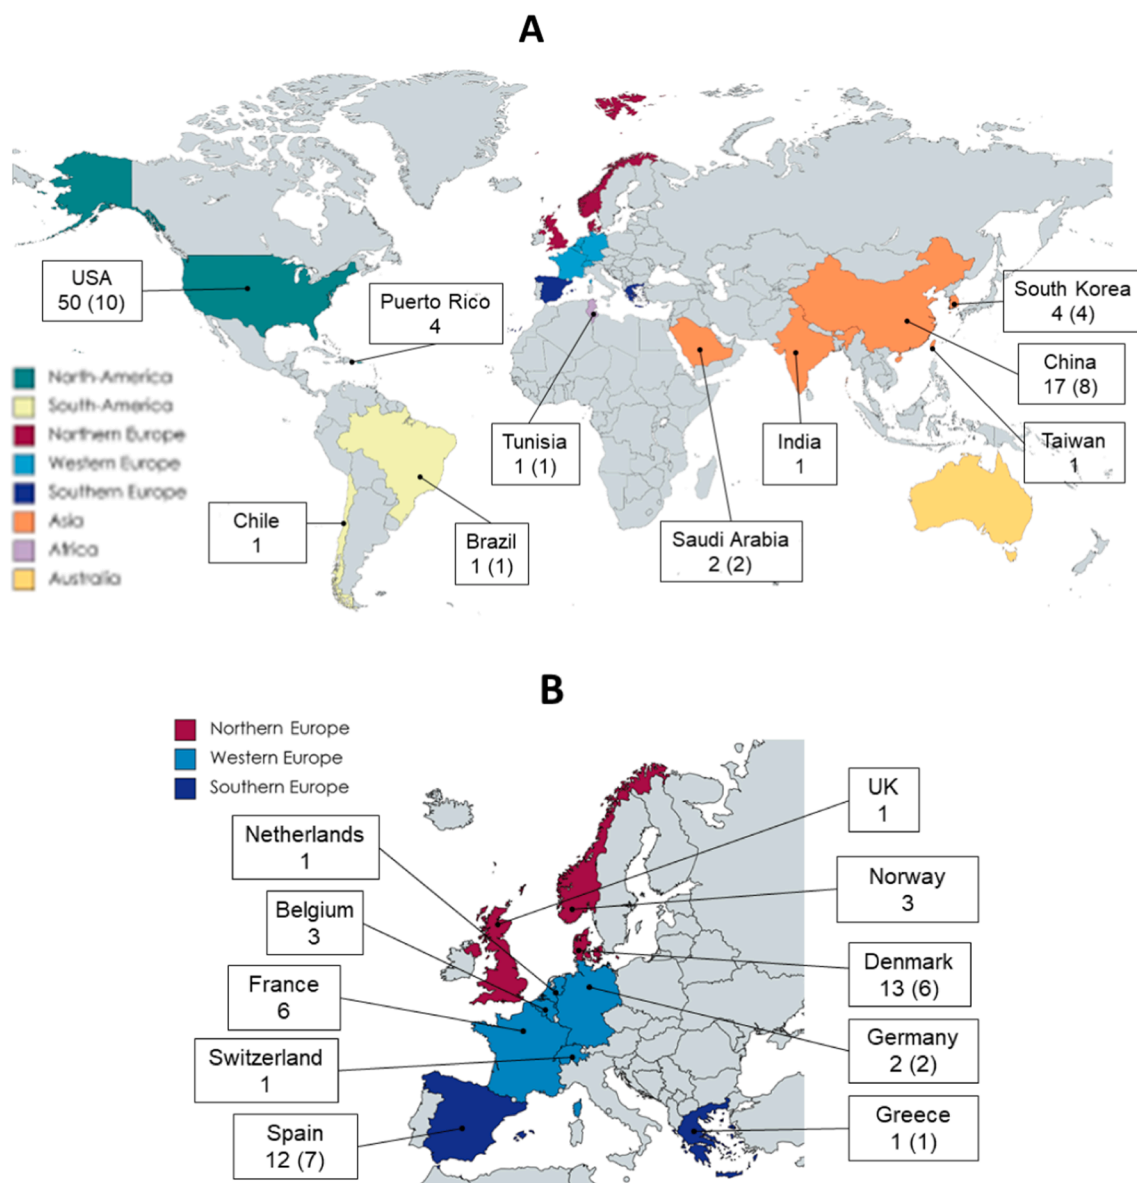 A
USA
50 (10)
Puerto Rico
4
South Korea
4 (4)
China
17 (8)
Taiwan
1
India
1
Tunisia
1 (1)
Saudi Arabia
2 (2)
Chile
1
Brazil
1 (1)
North-America
South-America
Northern Europe
Western Europe
Southern Europe
Asia
Africa
Australia
B
Northern Europe
Western Europe
Southern Europe
UK
1
Netherlands
1
Norway
3
Belgium
3
Denmark
13 (6)
France
6
Germany
2 (2)
Switzerland
1
Greece
1 (1)
Spain
12 (7)